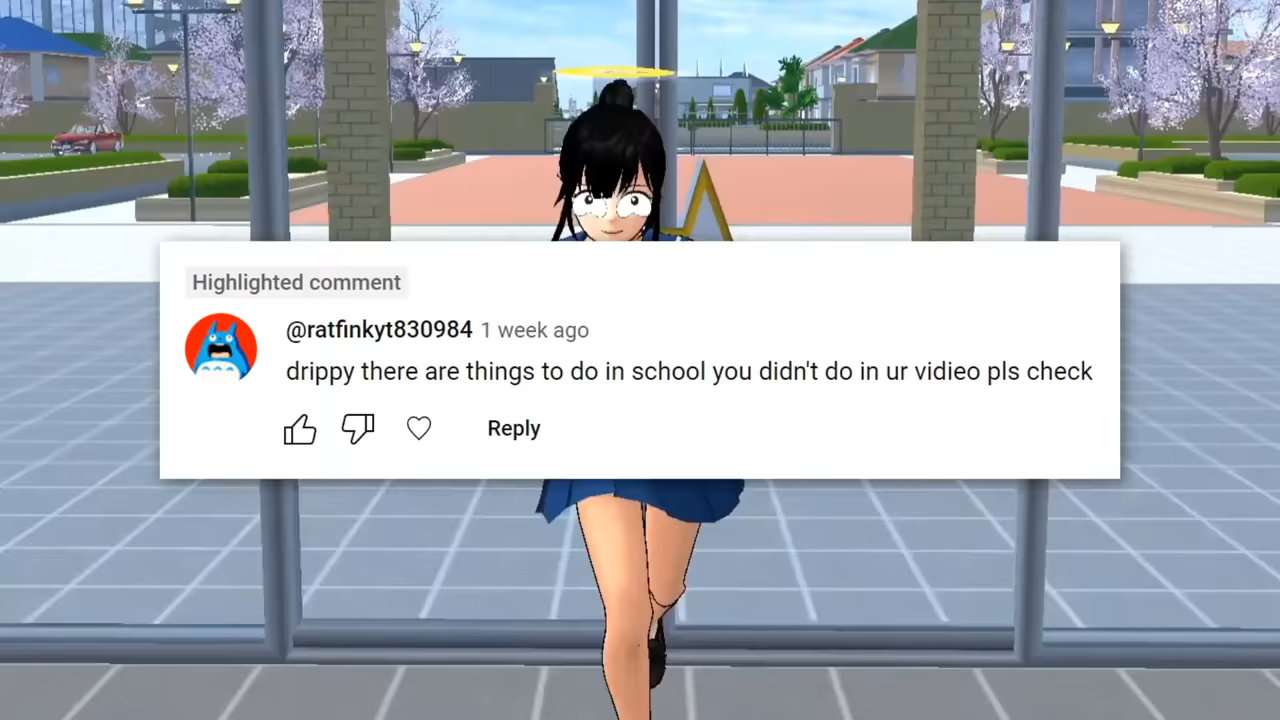 Highlighted comment
@ratfinkyt830984 1 week ago
drippy there are things to do in school you didn't do in ur vidieo pls check
Reply